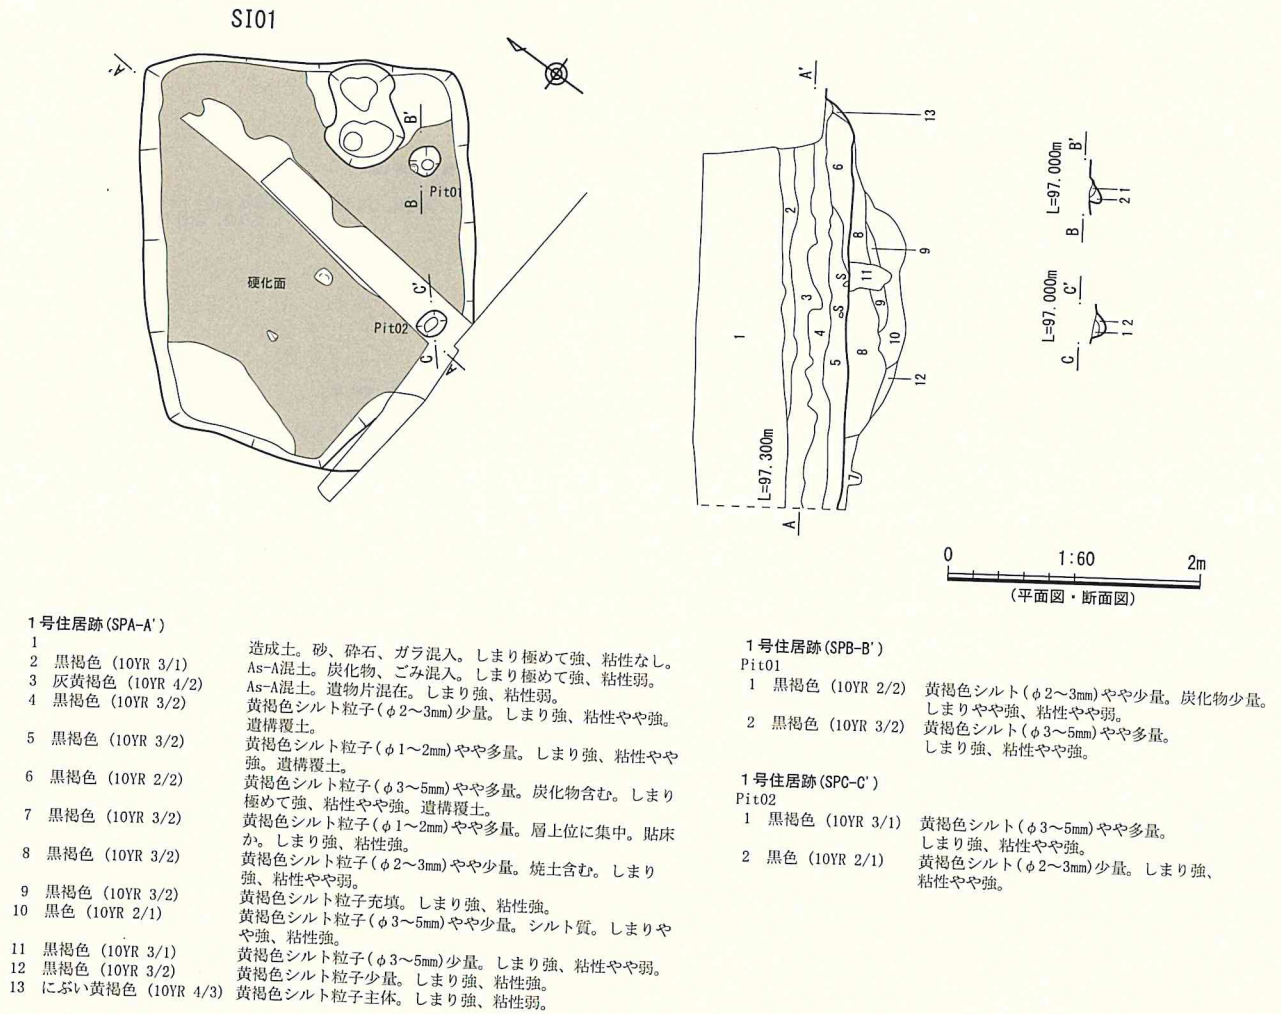 SI01
A'
B'
B
Pit01
硬化面
C'
Pit02
C
A
A'
13
6
2
8
9
S
11
3
9
S
4
1
10
5
8
12
L=97.300m
7
A
L=97.000m
B'
2 1
B
L=97.000m
C'
1 2
C
0 1:60 2m
(平面図・断面図)
1号住居跡(SPA-A')
1 造成土。砂、砕石、ガラ混入。しまり極めて強、粘性なし。
2 黒褐色 (10YR 3/1) As-A混土。炭化物、ごみ混入。しまり極めて強、粘性弱。
3 灰黄褐色 (10YR 4/2) As-A混土。遺物片混在。しまり強、粘性弱。
4 黒褐色 (10YR 3/2) 黄褐色シルト粒子(φ2～3mm)少量。しまり強、粘性やや強。
遺構覆土。
5 黒褐色 (10YR 3/2) 黄褐色シルト粒子(φ1～2mm)やや多量。しまり強、粘性やや
強。遺構覆土。
6 黒褐色 (10YR 2/2) 黄褐色シルト粒子(φ3～5mm)やや多量。炭化物含む。しまり
極めて強、粘性やや強。遺構覆土。
7 黒褐色 (10YR 3/2) 黄褐色シルト粒子(φ1～2mm)やや多量。層上位に集中。貼床
か。しまり強、粘性強。
8 黒褐色 (10YR 3/2) 黄褐色シルト粒子(φ2～3mm)やや少量。焼土含む。しまり
強、粘性やや弱。
9 黒褐色 (10YR 3/2) 黄褐色シルト粒子充填。しまり強、粘性強。
10 黒色 (10YR 2/1) 黄褐色シルト粒子(φ3～5mm)やや少量。シルト質。しまりや
や強、粘性強。
11 黒褐色 (10YR 3/1) 黄褐色シルト粒子(φ3～5mm)少量。しまり強、粘性やや弱。
12 黒褐色 (10YR 3/2) 黄褐色シルト粒子少量。しまり強、粘性強。
13 にぶい黄褐色 (10YR 4/3) 黄褐色シルト粒子主体。しまり強、粘性弱。
1号住居跡(SPB-B')
Pit01
1 黒褐色 (10YR 2/2) 黄褐色シルト(φ2～3mm)やや少量。炭化物少量。
しまりやや強、粘性やや弱。
2 黒褐色 (10YR 3/2) 黄褐色シルト(φ3～5mm)やや多量。
しまり強、粘性やや強。
1号住居跡(SPC-C')
Pit02
1 黒褐色 (10YR 3/1) 黄褐色シルト(φ3～5mm)やや多量。
しまり強、粘性やや強。
2 黒色 (10YR 2/1) 黄褐色シルト(φ2～3mm)少量。しまり強、
粘性やや強。